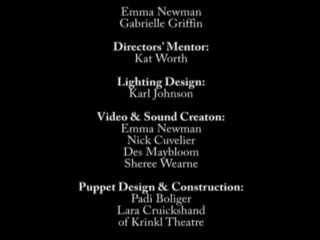 Emma Newman
Gabrielle Griffin
Directors' Mentor:
Kat Worth
Lighting Design:
Karl Johnson
Video & Sound Creaton:
Emma Newman
Nick Cuvelier
Des Maybloom
Sheree Wearne
Puppet Design & Construction:
Padi Boliger
Lara Cruickshand
of Krinkl Theatre